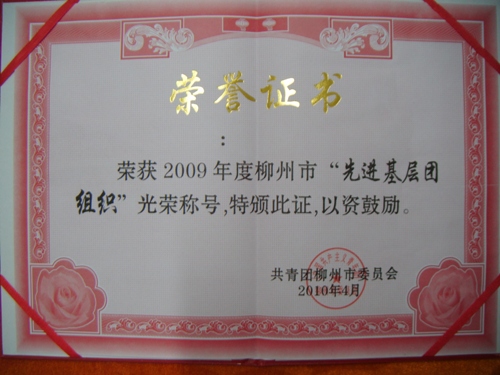 荣誉证书
：
荣获2009年度柳州市“先进基层团
组织”光荣称号,特颁此证,以资鼓励。
共青团柳州市委员会
2010年4月